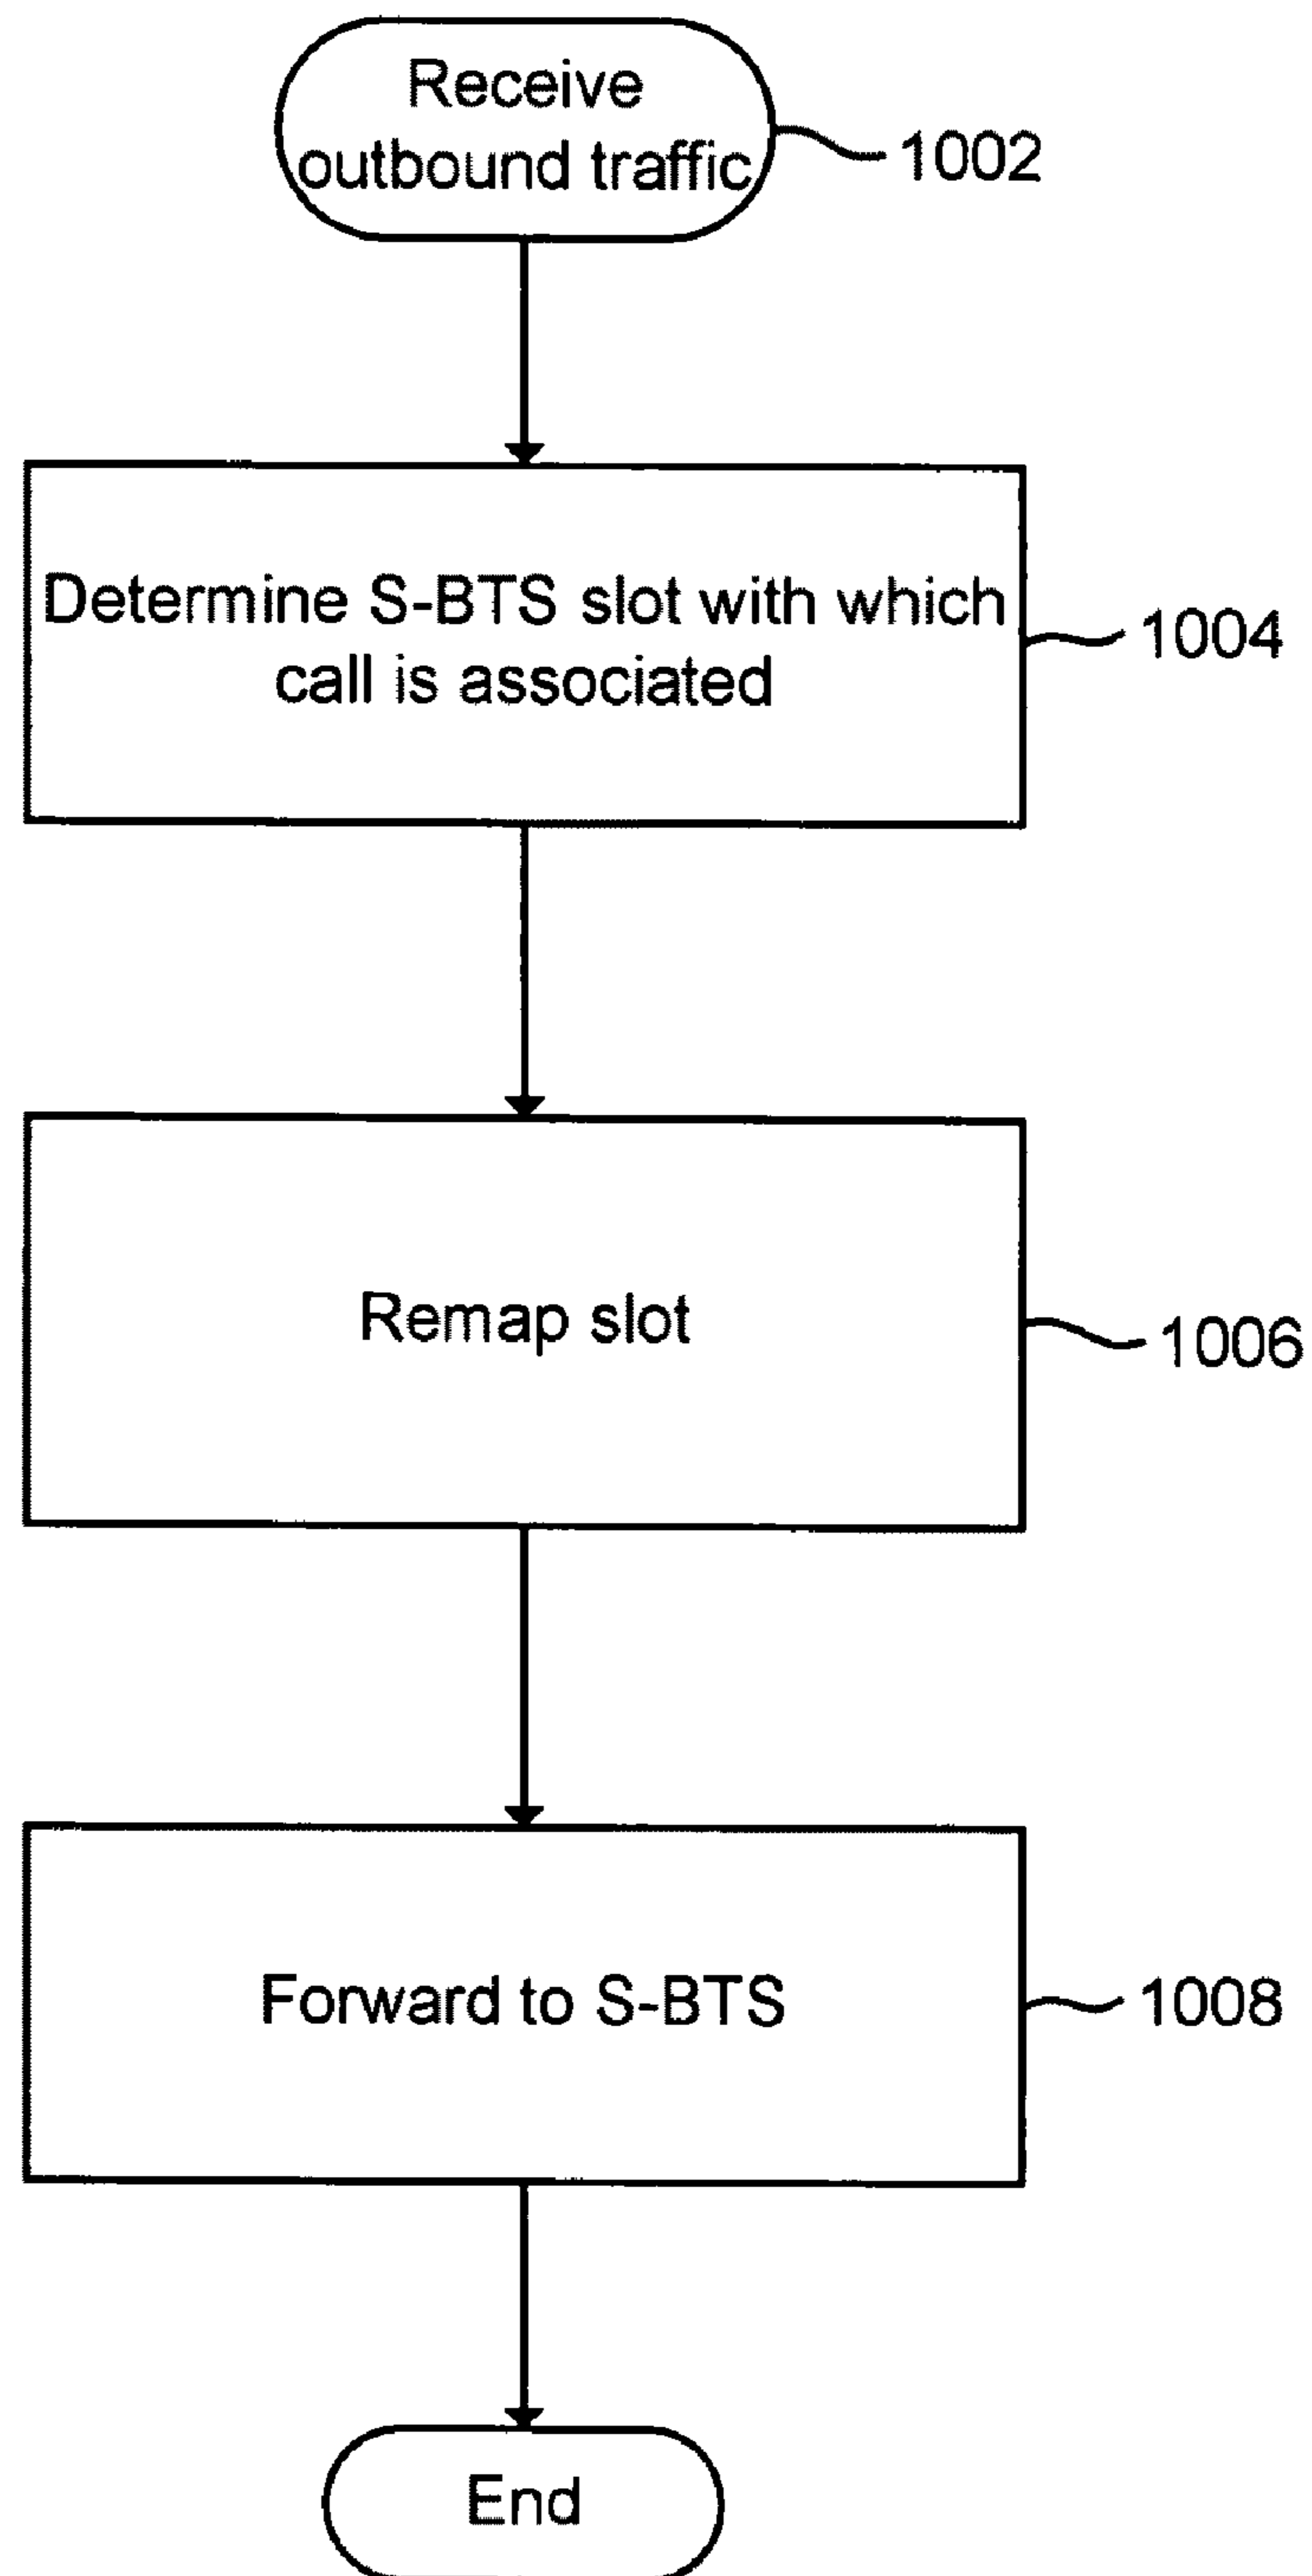 Receive
outbound traffic
1002
Determine S-BTS slot with which
call is associated
1004
Remap slot
1006
Forward to S-BTS
1008
End